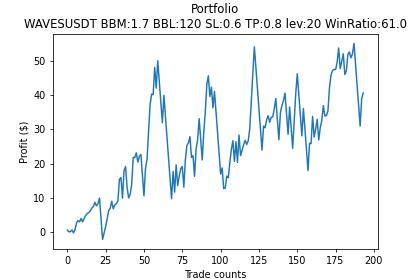 Portfolio
WAVESUSDT BBM:1.7 BBL:120 SL:0.6 TP:0.8 lev:20 WinRatio:61.0
Profit ($)
50
40
30
20
10
0
0 25 50 75 100 125 150 175 200
Trade counts